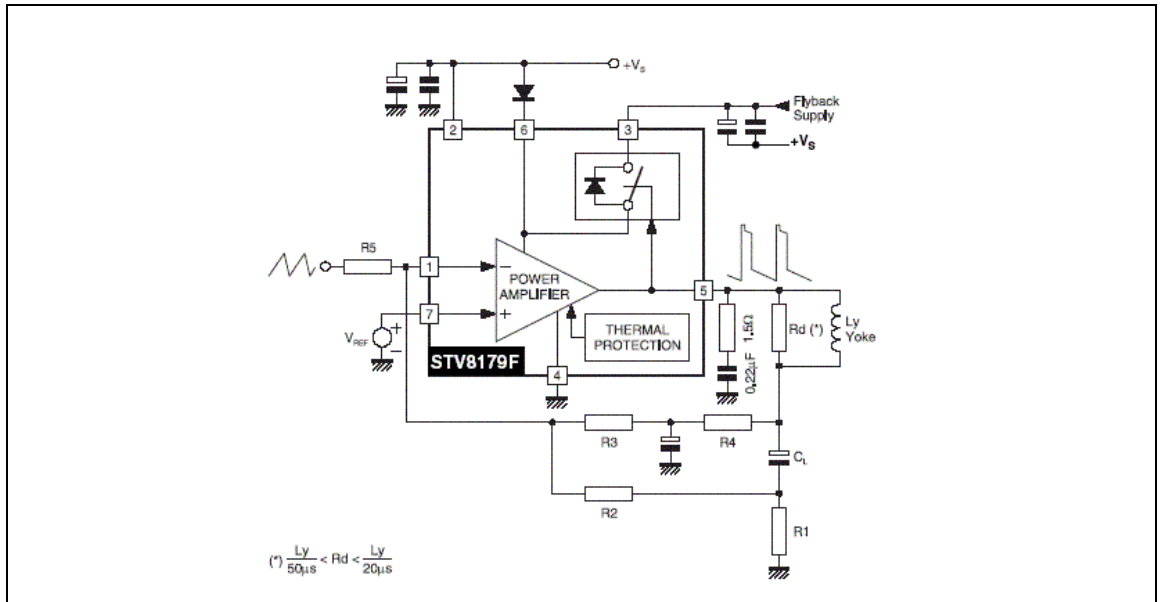 +VS
Flyback
Supply
2
6
3
+VS
R5
1
−
POWER
AMPLIFIER
5
7
+
VREF
+
−
THERMAL
PROTECTION
STV8179F
4
0.22µF 1.5Ω
Rd (*)
Ly
Yoke
R3
R4
CL
R2
R1
(*) Ly/50µs < Rd < Ly/20µs